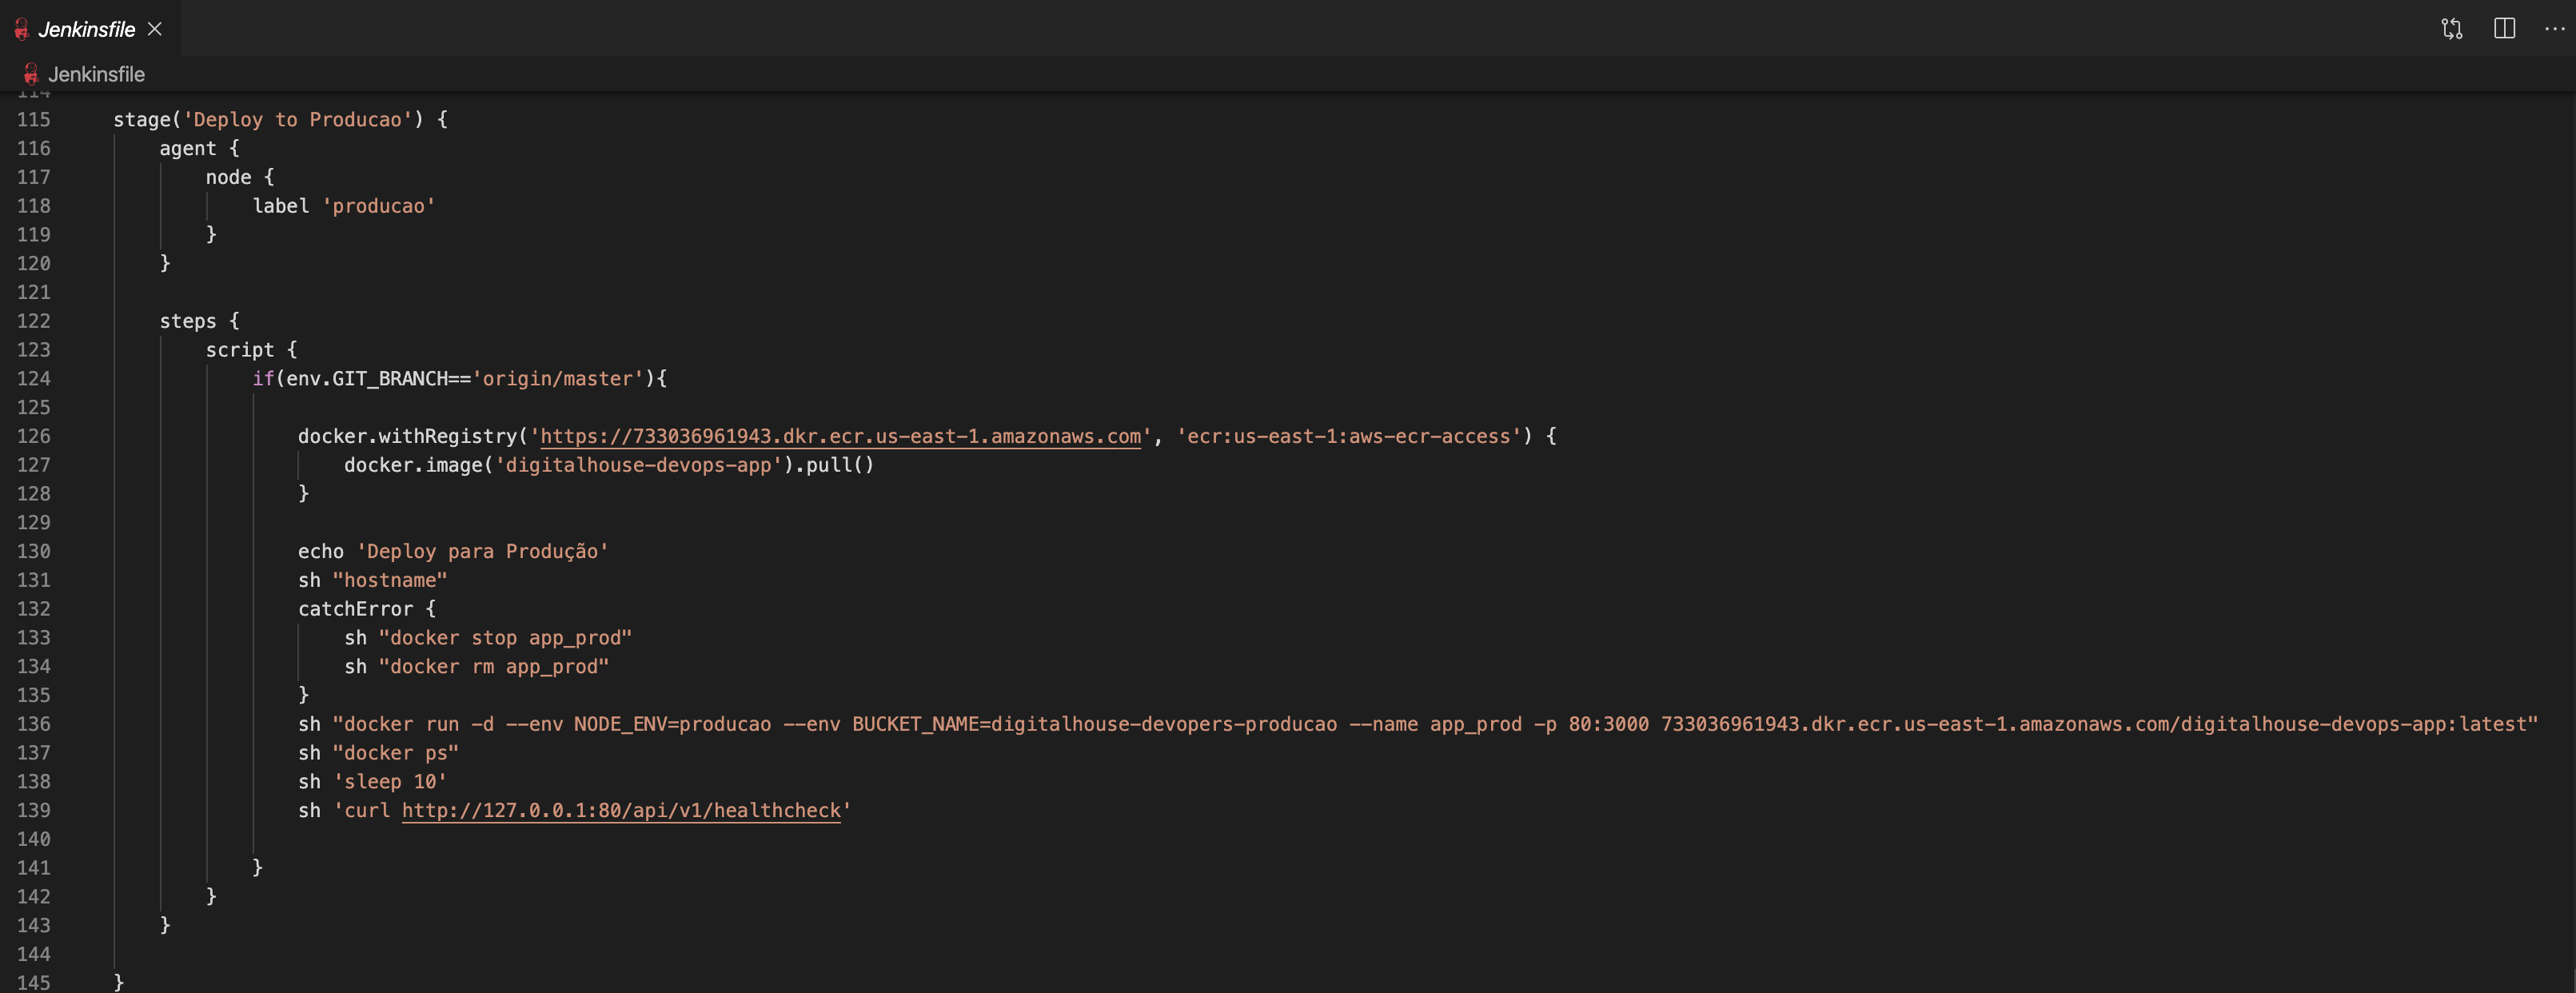 Jenkinsfile
Jenkinsfile
114
115 stage('Deploy to Producao') {
116 agent {
117 node {
118 label 'producao'
119 }
120 }
121
122 steps {
123 script {
124 if(env.GIT_BRANCH=='origin/master'){
125
126 docker.withRegistry('https://733036961943.dkr.ecr.us-east-1.amazonaws.com', 'ecr:us-east-1:aws-ecr-access') {
127 docker.image('digitalhouse-devops-app').pull()
128 }
129
130 echo 'Deploy para Produção'
131 sh "hostname"
132 catchError {
133 sh "docker stop app_prod"
134 sh "docker rm app_prod"
135 }
136 sh "docker run -d --env NODE_ENV=producao --env BUCKET_NAME=digitalhouse-devopers-producao --name app_prod -p 80:3000 733036961943.dkr.ecr.us-east-1.amazonaws.com/digitalhouse-devops-app:latest"
137 sh "docker ps"
138 sh 'sleep 10'
139 sh 'curl http://127.0.0.1:80/api/v1/healthcheck'
140
141 }
142 }
143 }
144
145 }